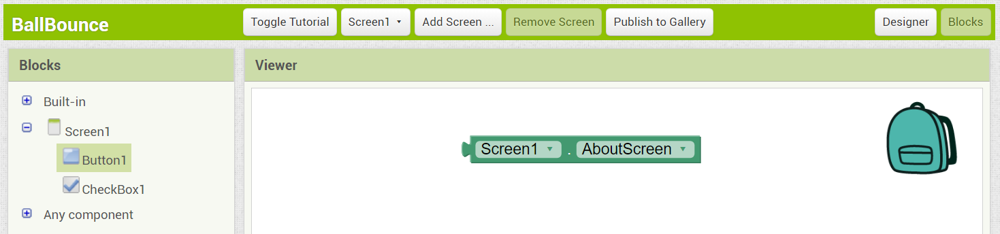 BallBounce Toggle Tutorial Screen1 Add Screen ... Remove Screen Publish to Gallery Designer Blocks
Blocks
Viewer
Built-in
Screen1
Button1
CheckBox1
Any component
Screen1 . AboutScreen